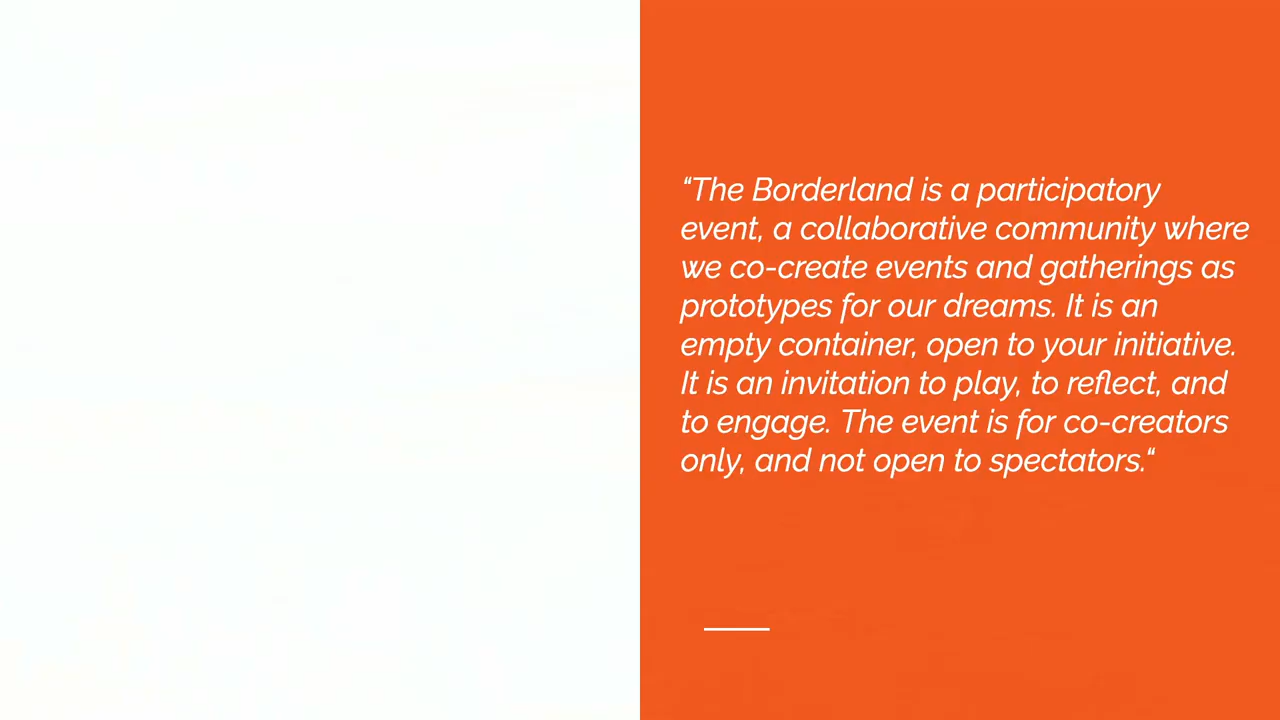 “The Borderland is a participatory
event, a collaborative community where
we co-create events and gatherings as
prototypes for our dreams. It is an
empty container, open to your initiative.
It is an invitation to play, to reflect, and
to engage. The event is for co-creators
only, and not open to spectators.“